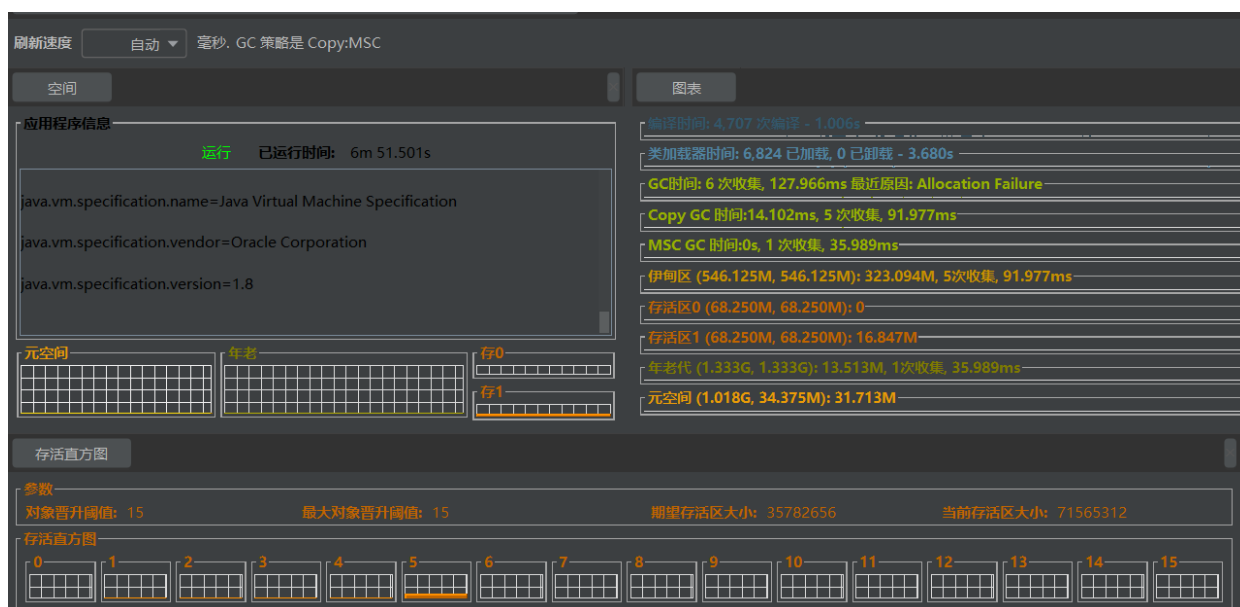 刷新速度 自动 毫秒. GC 策略是 Copy:MSC
空间
应用程序信息
运行 已运行时间: 6m 51.501s
java.vm.specification.name=Java Virtual Machine Specification
java.vm.specification.vendor=Oracle Corporation
java.vm.specification.version=1.8
元空间 年老 存0
存1
图表
编译时间: 4,707 次编译 - 1.006s
类加载器时间: 6,824 已加载, 0 已卸载 - 3.680s
GC时间: 6 次收集, 127.966ms 最近原因: Allocation Failure
Copy GC 时间:14.102ms, 5 次收集, 91.977ms
MSC GC 时间:0s, 1 次收集, 35.989ms
伊甸区 (546.125M, 546.125M): 323.094M, 5次收集, 91.977ms
存活区0 (68.250M, 68.250M): 0
存活区1 (68.250M, 68.250M): 16.847M
年老代 (1.333G, 1.333G): 13.513M, 1次收集, 35.989ms
元空间 (1.018G, 34.375M): 31.713M
存活直方图
参数
对象晋升阈值: 15 最大对象晋升阈值: 15 期望存活区大小: 35782656 当前存活区大小: 71565312
存活直方图
0 1 2 3 4 5 6 7 8 9 10 11 12 13 14 15